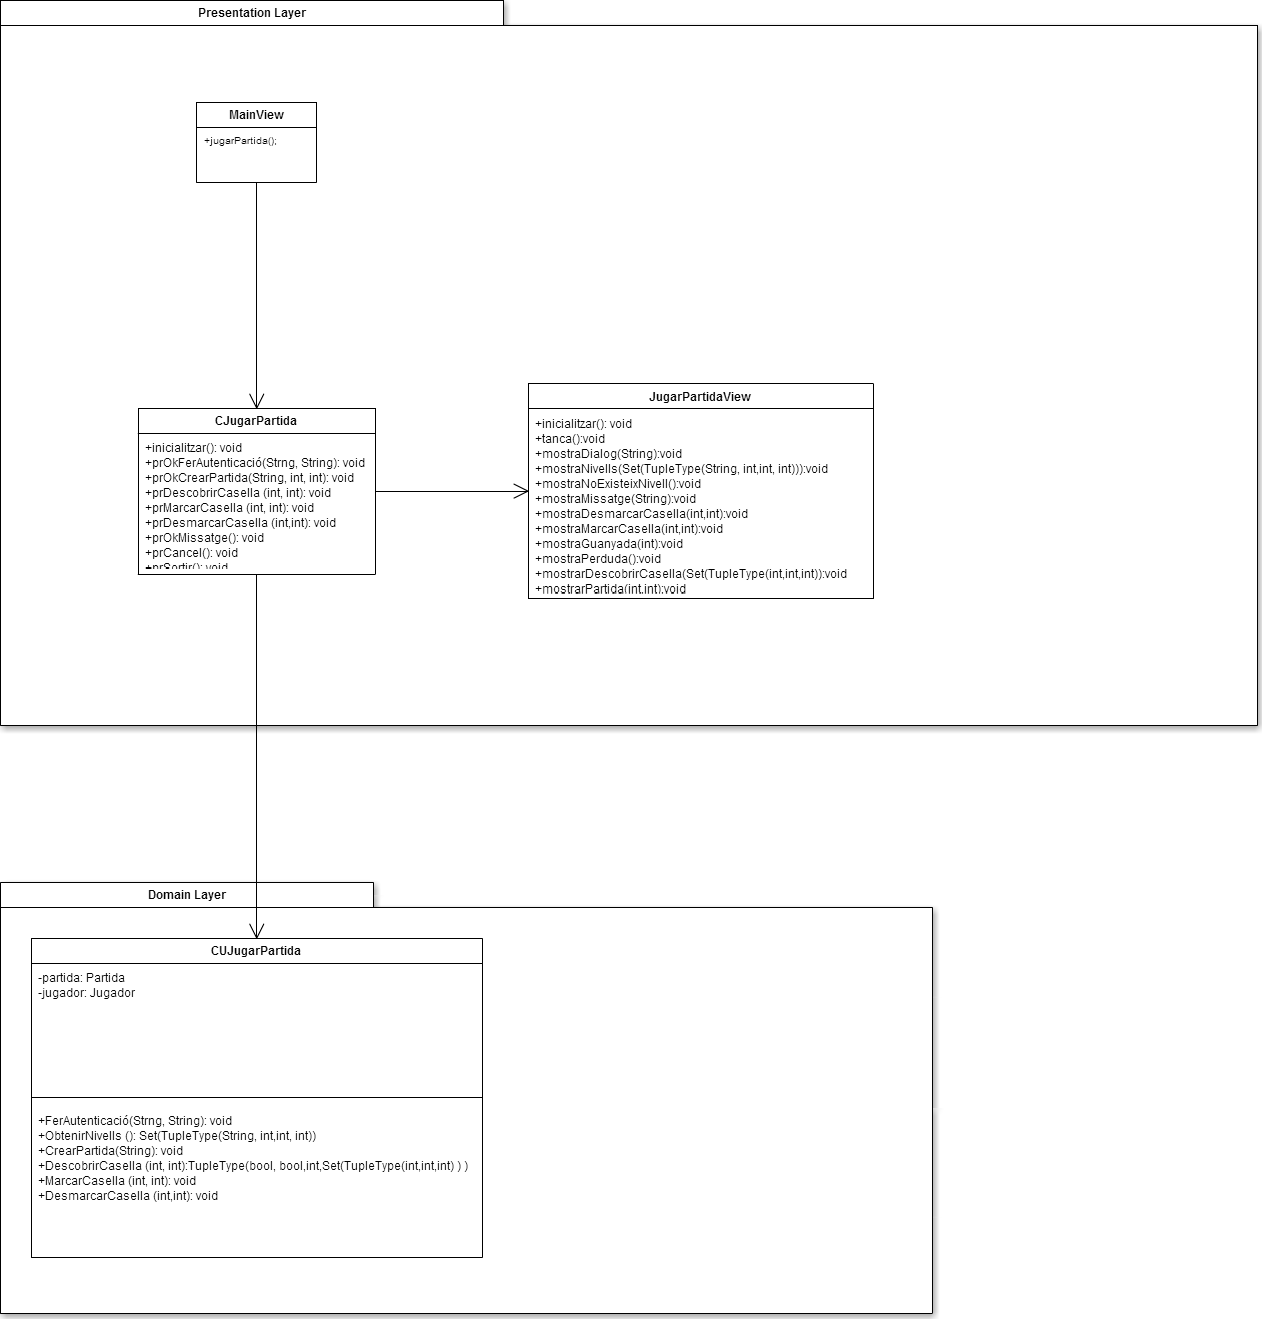 Presentation Layer
MainView
+jugarPartida();
CJugarPartida
+inicialitzar(): void
+prOkFerAutenticació(Strng, String): void
+prOkCrearPartida(String, int, int): void
+prDescobrirCasella (int, int): void
+prMarcarCasella (int, int): void
+prDesmarcarCasella (int,int): void
+prOkMissatge(): void
+prCancel(): void
+prSortir(): void
JugarPartidaView
+inicialitzar(): void
+tanca():void
+mostraDialog(String):void
+mostraNivells(Set(TupleType(String, int,int, int))):void
+mostraNoExisteixNivell():void
+mostraMissatge(String):void
+mostraDesmarcarCasella(int,int):void
+mostraMarcarCasella(int,int):void
+mostraGuanyada(int):void
+mostraPerduda():void
+mostrarDescobrirCasella(Set(TupleType(int,int,int)):void
+mostrarPartida(int,int):void
Domain Layer
CUJugarPartida
-partida: Partida
-jugador: Jugador
+FerAutenticació(Strng, String): void
+ObtenirNivells (): Set(TupleType(String, int,int, int))
+CrearPartida(String): void
+DescobrirCasella (int, int):TupleType(bool, bool,int,Set(TupleType(int,int,int) ) )
+MarcarCasella (int, int): void
+DesmarcarCasella (int,int): void